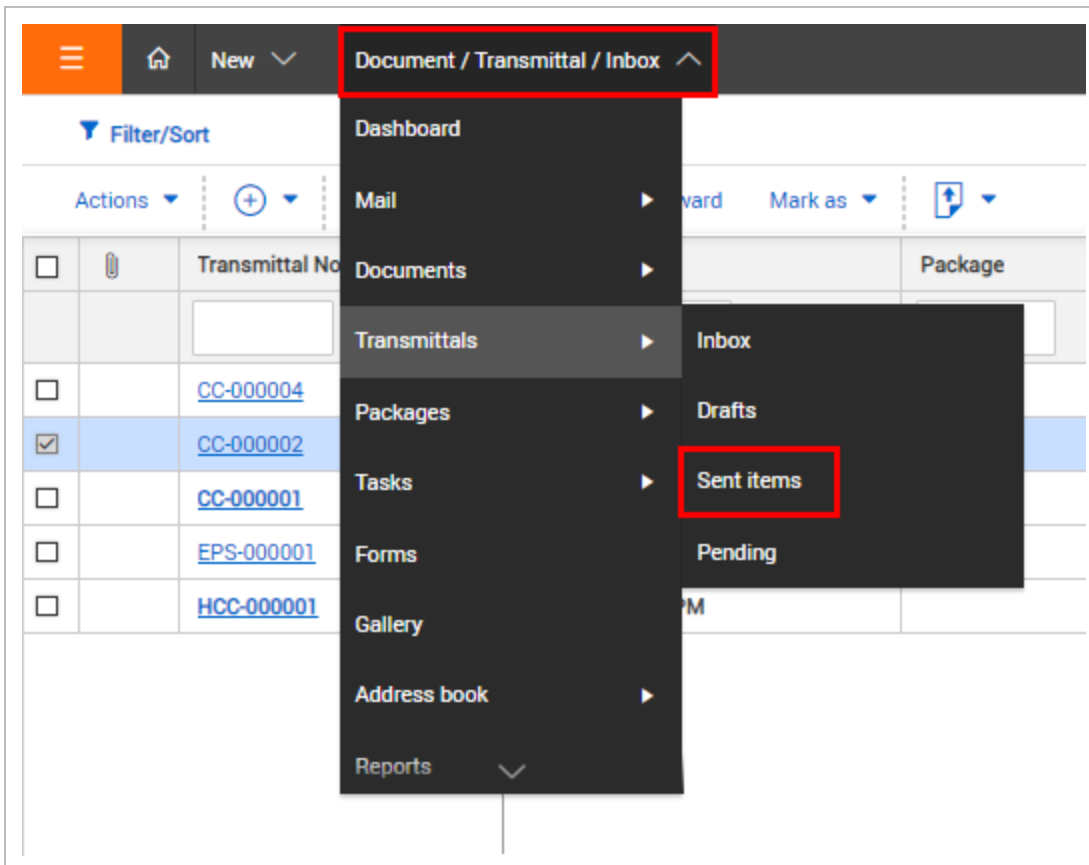 New
Document / Transmittal / Inbox
Filter/Sort
Dashboard
Actions
Mail
Mark as
Transmittal No
Documents
Package
Transmittals
Inbox
CC-000004
Packages
Drafts
CC-000002
Tasks
Sent items
CC-000001
EPS-000001
Forms
Pending
HCC-000001
Gallery
Address book
Reports